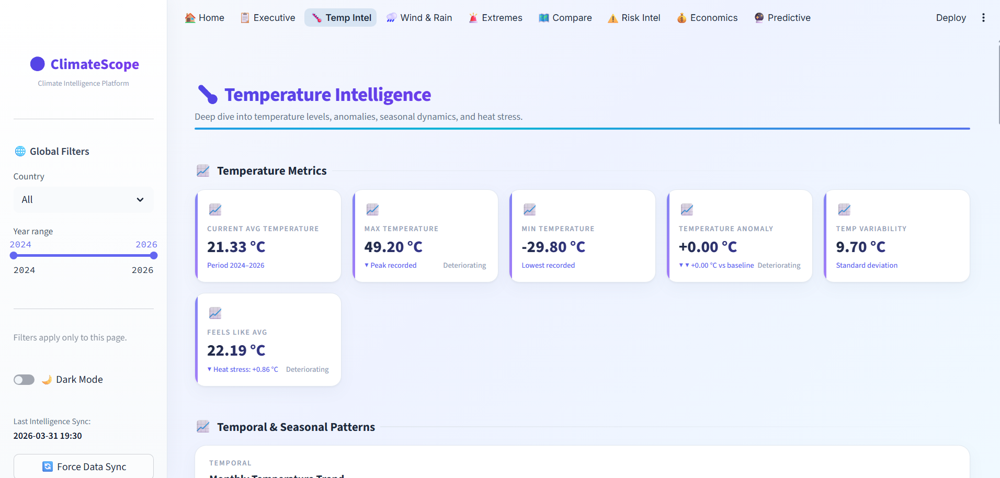 Home Executive Temp Intel Wind & Rain Extremes Compare Risk Intel Economics Predictive Deploy
ClimateScope
Climate Intelligence Platform
Global Filters
Country
All
Year range
2024 2026
2024 2026
Filters apply only to this page.
Dark Mode
Last Intelligence Sync:
2026-03-31 19:30
Force Data Sync
Temperature Intelligence
Deep dive into temperature levels, anomalies, seasonal dynamics, and heat stress.
Temperature Metrics
CURRENT AVG TEMPERATURE
21.33 °C
Period 2024–2026
MAX TEMPERATURE
49.20 °C
▼ Peak recorded Deteriorating
MIN TEMPERATURE
-29.80 °C
Lowest recorded
TEMPERATURE ANOMALY
+0.00 °C
▼ ▼ +0.00 °C vs baseline Deteriorating
TEMP VARIABILITY
9.70 °C
Standard deviation
FEELS LIKE AVG
22.19 °C
▼ Heat stress: +0.86 °C Deteriorating
Temporal & Seasonal Patterns
TEMPORAL
Monthly Temperature Trend